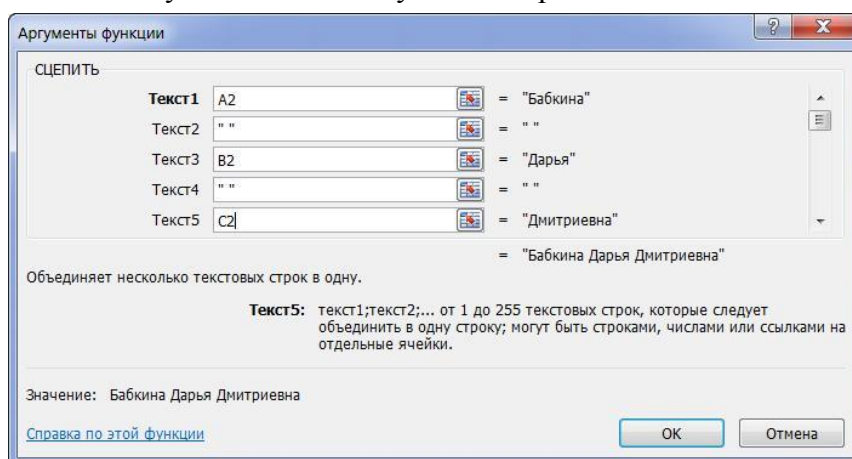 Аргументы функции
СЦЕПИТЬ
Текст1 A2 = "Бабкина"
Текст2 " " = " "
Текст3 B2 = "Дарья"
Текст4 " " = " "
Текст5 C2 = "Дмитриевна"
= "Бабкина Дарья Дмитриевна"
Объединяет несколько текстовых строк в одну.
Текст5: текст1;текст2;... от 1 до 255 текстовых строк, которые следует
объединить в одну строку; могут быть строками, числами или ссылками на
отдельные ячейки.
Значение: Бабкина Дарья Дмитриевна
Справка по этой функции
ОК Отмена